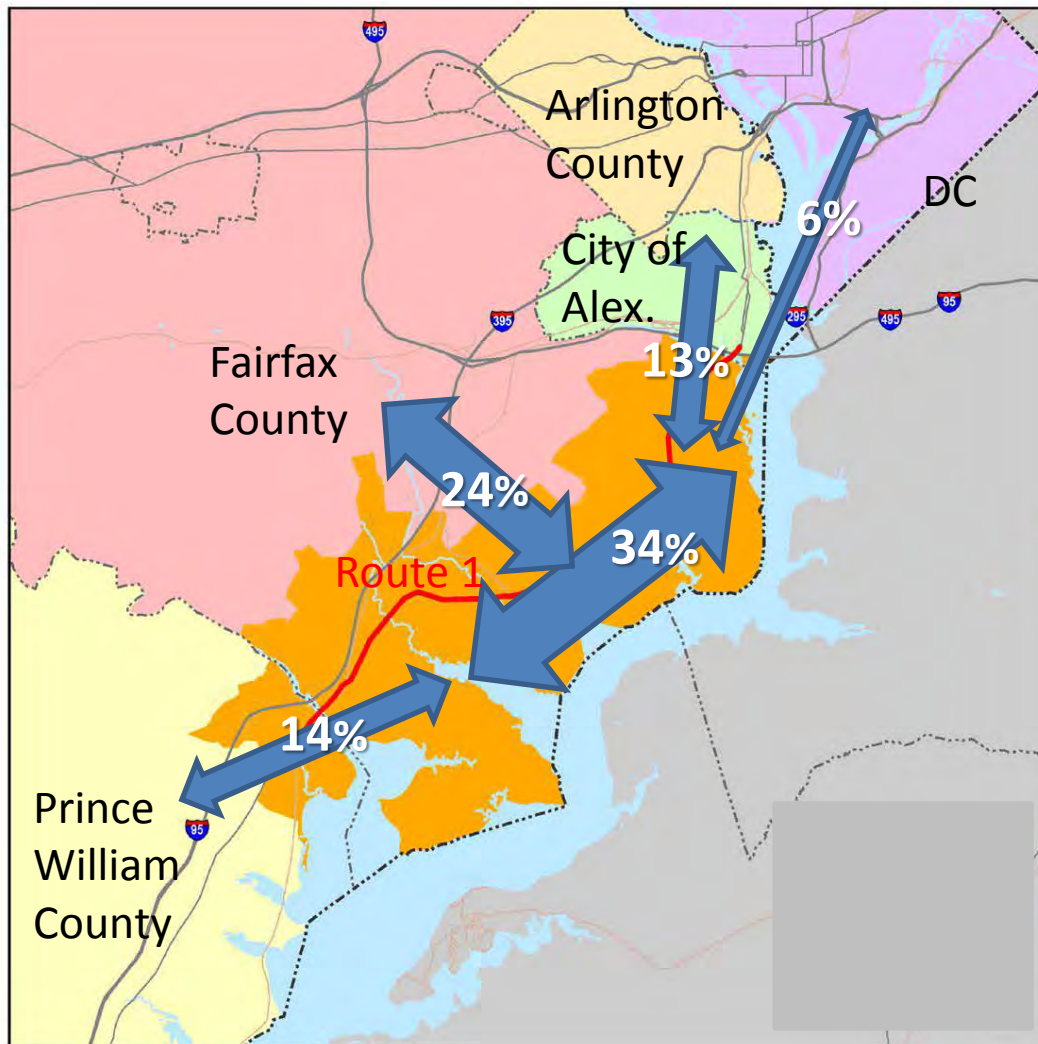 495
Arlington
County
DC
6%
City of
Alex.
395
295
495
95
13%
Fairfax
County
24%
34%
Route 1
14%
Prince
William
County
95